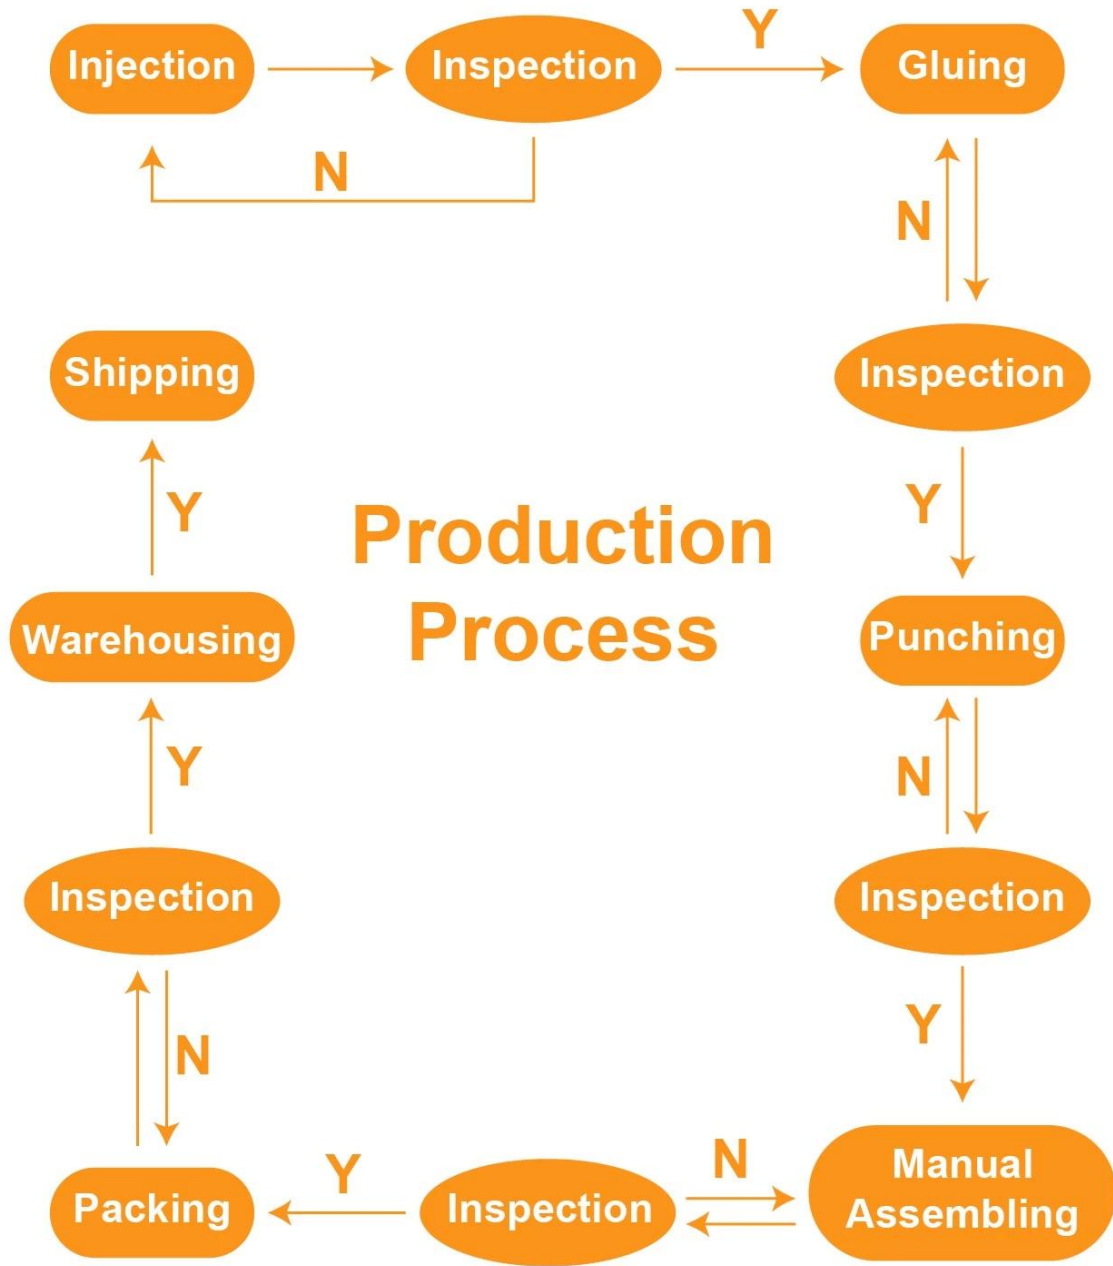 Injection
Inspection
Y
Gluing
N
N
Inspection
Y
Punching
N
Inspection
Y
Manual
Assembling
N
Inspection
Y
Packing
N
Inspection
Y
Warehousing
Y
Shipping
Production
Process